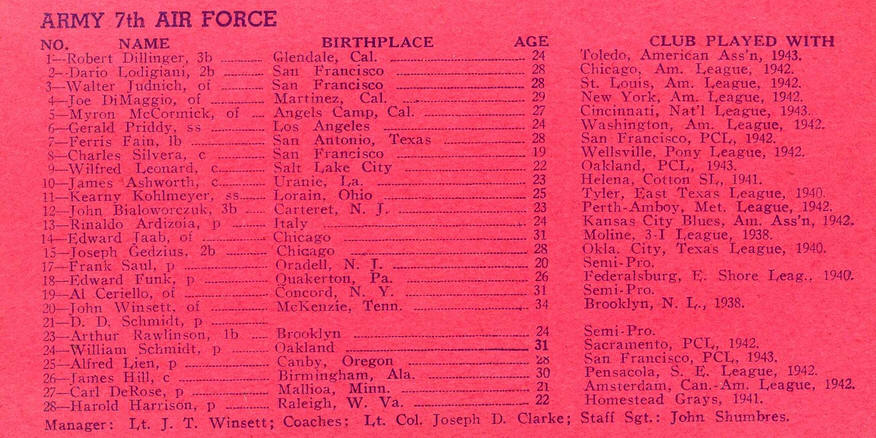 ARMY 7th AIR FORCE
NO. NAME BIRTHPLACE AGE CLUB PLAYED WITH
1—Robert Dillinger, 3b Glendale, Cal. 24 Toledo, American Ass'n, 1943.
2—Dario Lodigiani, 2b San Francisco 28 Chicago, Am. League, 1942.
3—Walter Judnich, of San Francisco 28 St. Louis, Am. League, 1942.
4—Joe DiMaggio, of Martinez, Cal. 29 New York, Am. League, 1942.
5—Myron McCormick, of Angels Camp, Cal. 27 Cincinnati, Nat'l League, 1943.
6—Gerald Priddy, ss Los Angeles 24 Washington, Am. League, 1942.
7—Ferris Fain, 1b San Antonio, Texas 28 San Francisco, PCL, 1942.
8—Charles Silvera, c San Francisco 19 Wellsville, Pony League, 1942.
9—Wilfred Leonard, c Salt Lake City 22 Oakland, PCL, 1943.
10—James Ashworth, c Uranie, La. 23 Helena, Cotton SL, 1941.
11—Kearny Kohlmeyer, ss Lorain, Ohio 25 Tyler, East Texas League, 1940.
12—John Bialoworczuk, 3b Carteret, N. J. 23 Perth-Amboy, Met. League, 1942.
13—Rinaldo Ardizoia, p Italy 24 Kansas City Blues, Am. Ass'n, 1942.
14—Edward Jaab, of Chicago 31 Moline, 3-I League, 1938.
15—Joseph Gedzius, 2b Chicago 28 Okla. City, Texas League, 1940.
17—Frank Saul, p Oradell, N. J. 20 Semi-Pro.
18—Edward Funk, p Quakerton, Pa. 26 Federalsburg, E. Shore Leag., 1940.
19—Al Ceriello, of Concord, N. Y. 31 Semi-Pro.
20—John Winsett, of McKenzie, Tenn. 34 Brooklyn, N. L., 1938.
21—D. D. Schmidt, p
23—Arthur Rawlinson, 1b Brooklyn 24 Semi-Pro.
24—William Schmidt, p Oakland 31 Sacramento, PCL, 1942.
25—Alfred Lien, p Canby, Oregon 28 San Francisco, PCL, 1943.
26—James Hill, c Birmingham, Ala. 30 Pensacola, S. E. League, 1942.
27—Carl DeRose, p Mallioa, Minn. 21 Amsterdam, Can.-Am. League, 1942.
28—Harold Harrison, p Raleigh, W. Va. 22 Homestead Grays, 1941.
Manager: Lt. J. T. Winsett; Coaches; Lt. Col. Joseph D. Clarke; Staff Sgt.: John Shumbres.